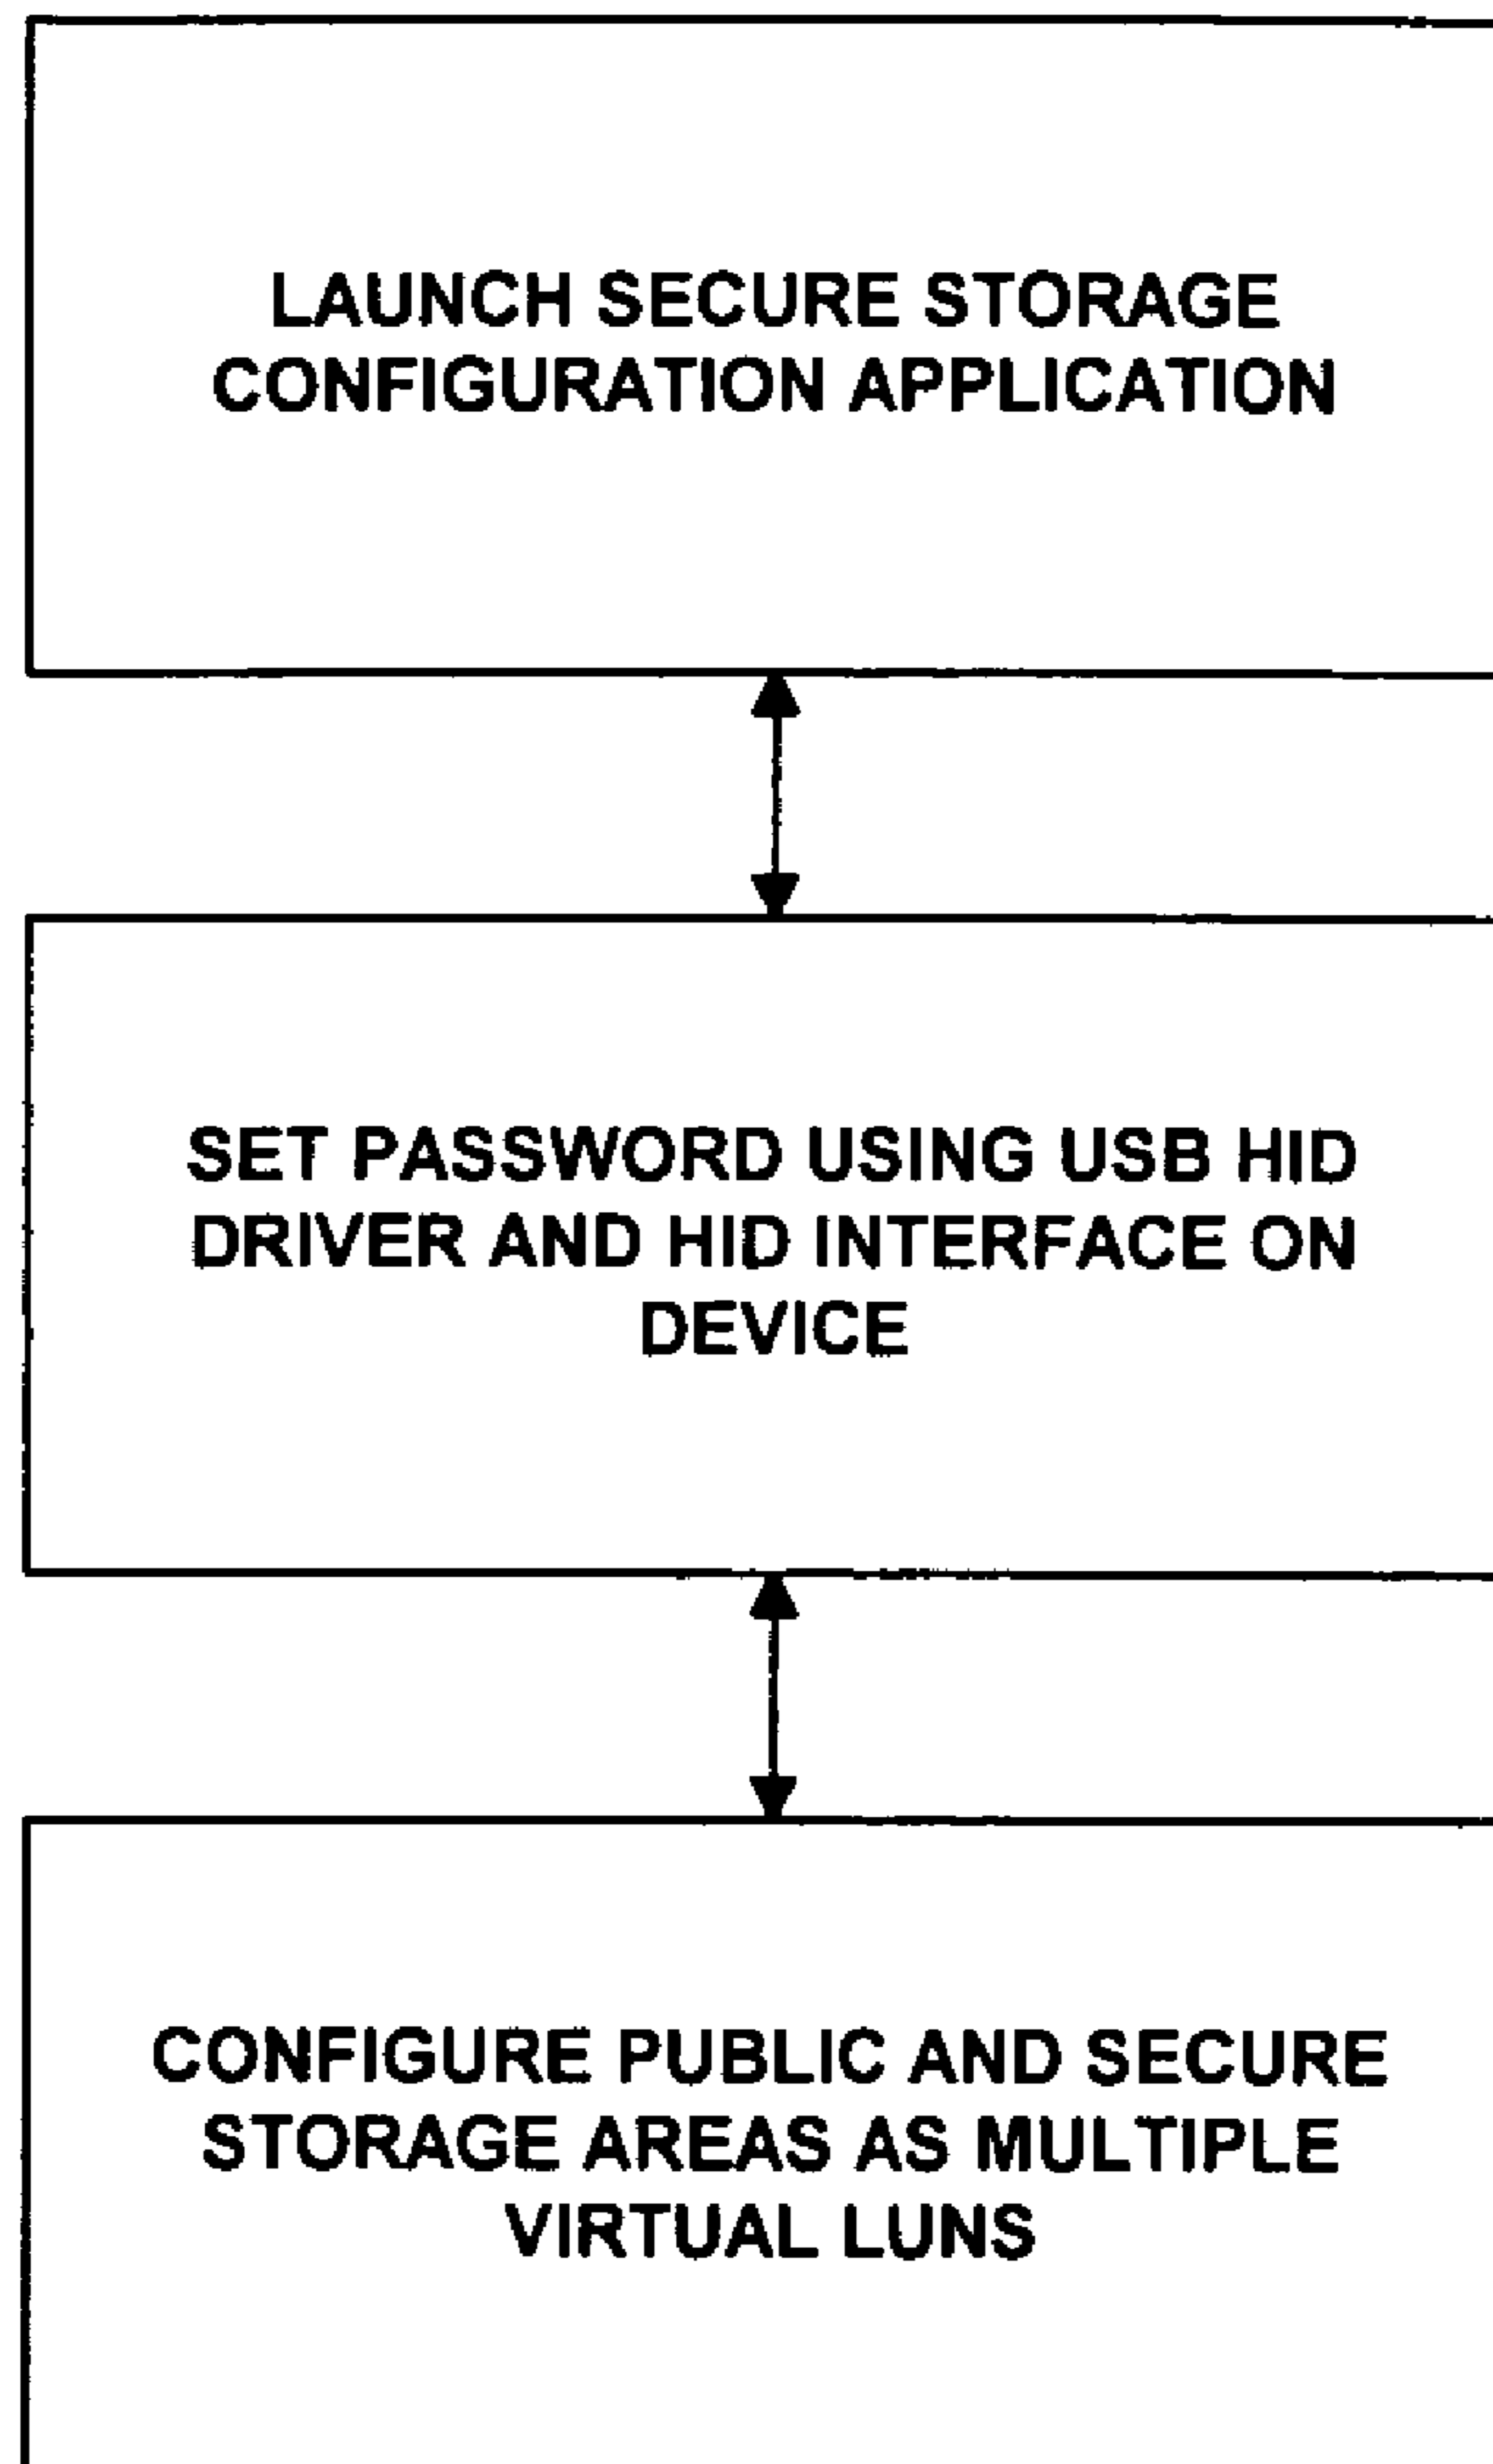 LAUNCH SECURE STORAGE
CONFIGURATION APPLICATION
SET PASSWORD USING USB HID
DRIVER AND HID INTERFACE ON
DEVICE
CONFIGURE PUBLIC AND SECURE
STORAGE AREAS AS MULTIPLE
VIRTUAL LUNS